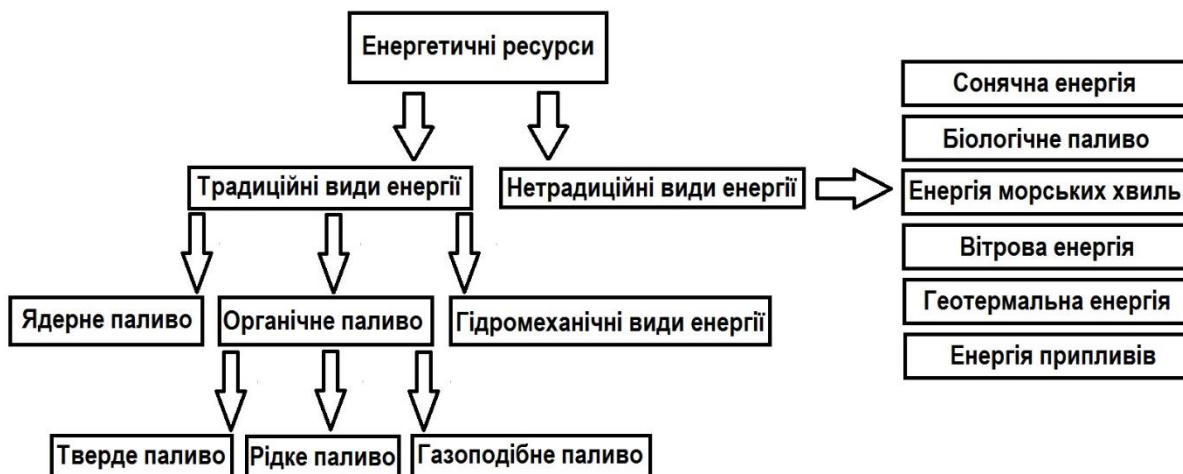 Енергетичні ресурси
Традиційні види енергії
Нетрадиційні види енергії
Сонячна енергія
Біологічне паливо
Енергія морських хвиль
Вітрова енергія
Геотермальна енергія
Енергія припливів
Ядерне паливо
Органічне паливо
Гідромеханічні види енергії
Тверде паливо
Рідке паливо
Газоподібне паливо